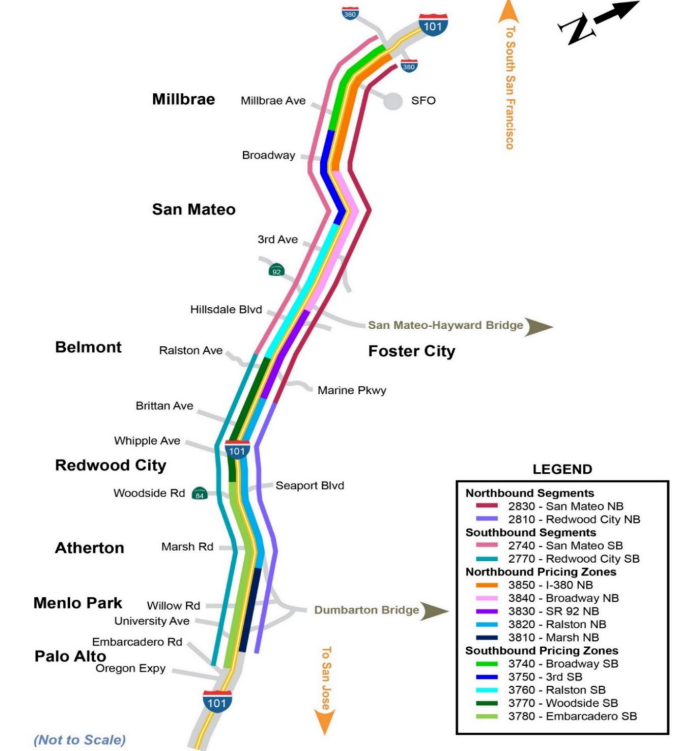 380
101
N
To South San Francisco
380
Millbrae
Millbrae Ave
SFO
Broadway
San Mateo
3rd Ave
92
Hillsdale Blvd
San Mateo-Hayward Bridge
Belmont
Ralston Ave
Foster City
Marine Pkwy
Brittan Ave
Whipple Ave
101
Redwood City
Woodside Rd
84
Seaport Blvd
Atherton
Marsh Rd
Menlo Park
Willow Rd
Dumbarton Bridge
University Ave
Embarcadero Rd
Palo Alto
Oregon Expy
To San Jose
101
(Not to Scale)
LEGEND
Northbound Segments
2830 - San Mateo NB
2810 - Redwood City NB
Southbound Segments
2740 - San Mateo SB
2770 - Redwood City SB
Northbound Pricing Zones
3850 - I-380 NB
3840 - Broadway NB
3830 - SR 92 NB
3820 - Ralston NB
3810 - Marsh NB
Southbound Pricing Zones
3740 - Broadway SB
3750 - 3rd SB
3760 - Ralston SB
3770 - Woodside SB
3780 - Embarcadero SB